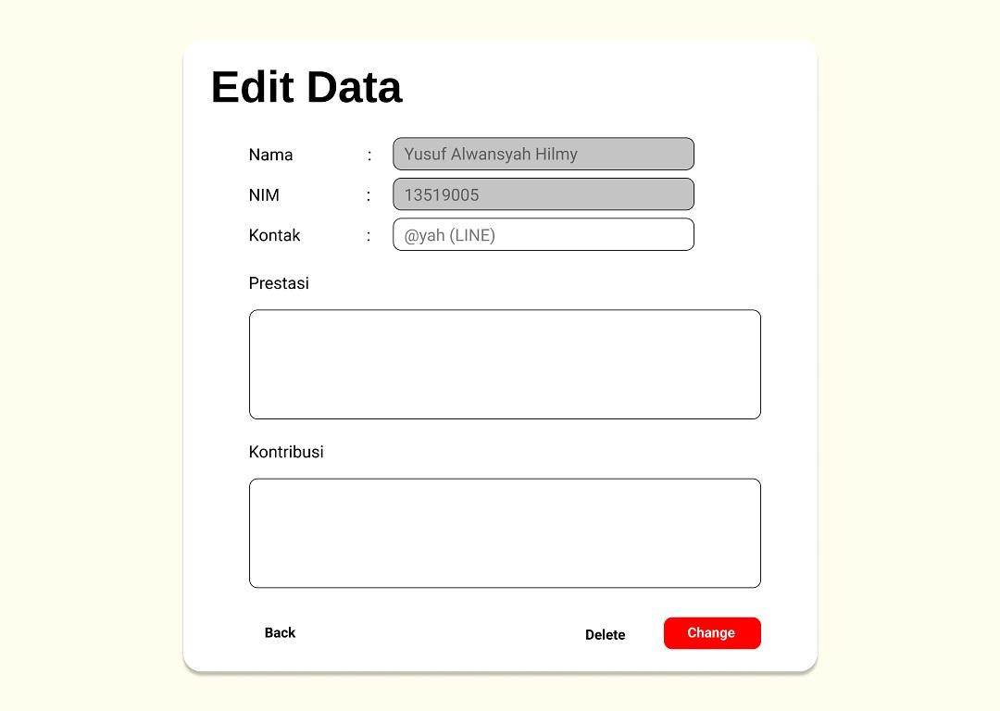 Edit Data
Nama : Yusuf Alwansyah Hilmy
NIM : 13519005
Kontak : @yah (LINE)
Prestasi
Kontribusi
Back Delete Change